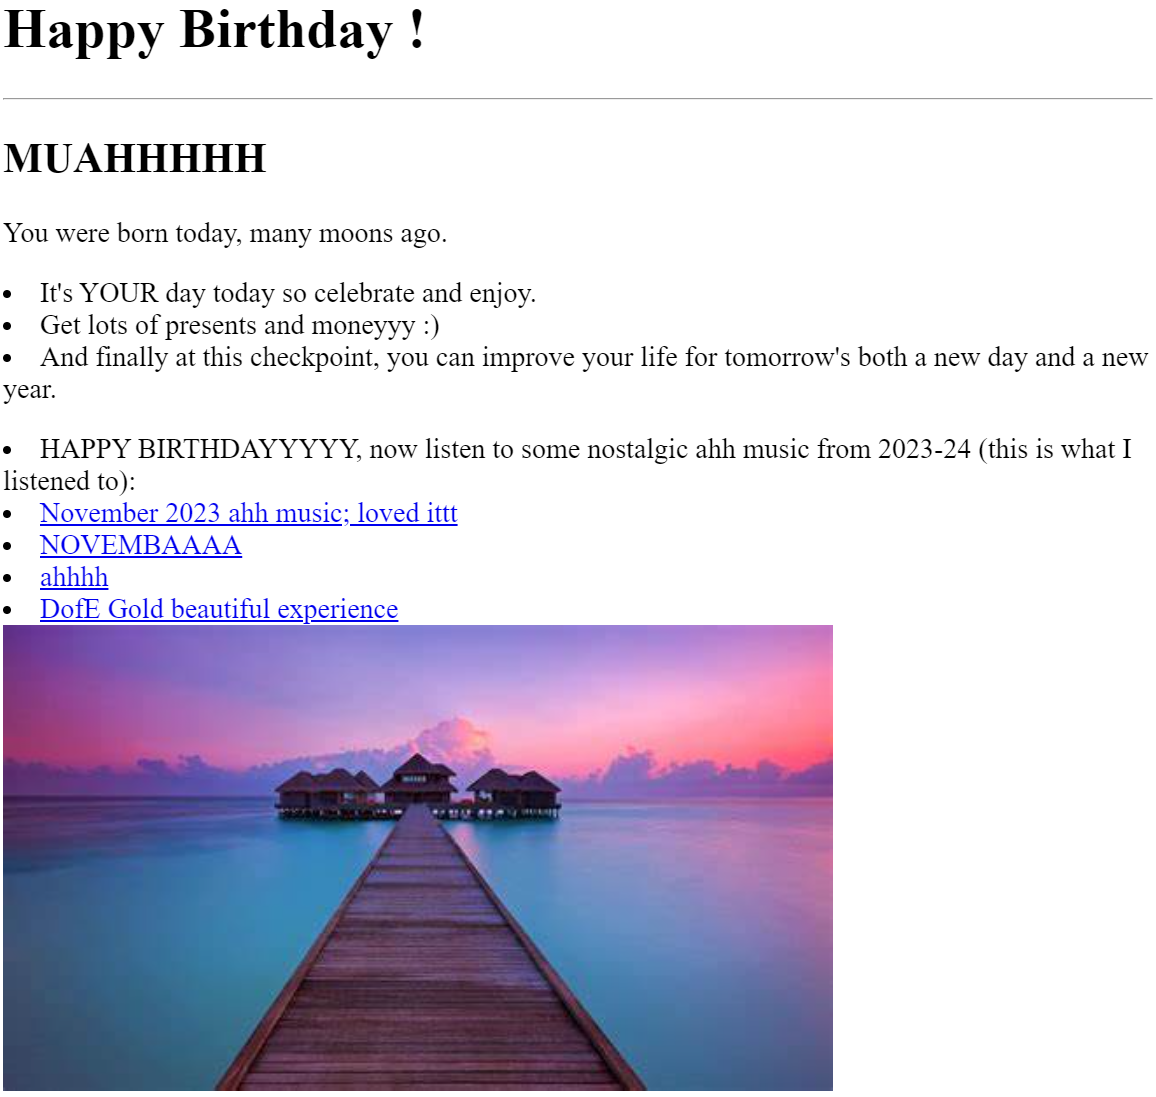 Happy Birthday !
MUAHHHHH
You were born today, many moons ago.
• It's YOUR day today so celebrate and enjoy.
• Get lots of presents and moneyyy :)
• And finally at this checkpoint, you can improve your life for tomorrow's both a new day and a new
year.
• HAPPY BIRTHDAYYYYY, now listen to some nostalgic ahh music from 2023-24 (this is what I
listened to):
• November 2023 ahh music; loved ittt
• NOVEMBAAAA
• ahhhh
• DofE Gold beautiful experience